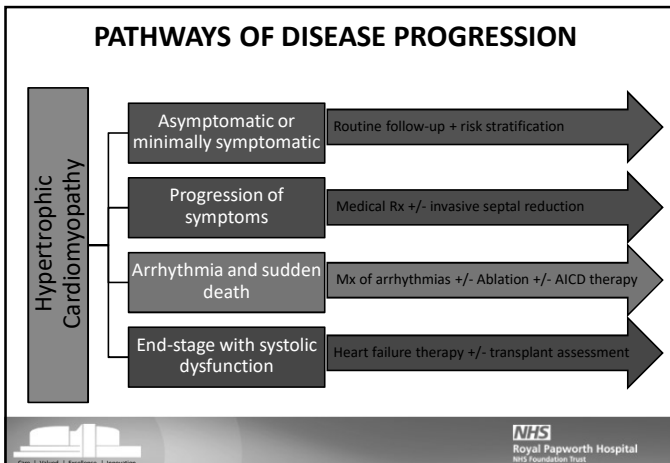 PATHWAYS OF DISEASE PROGRESSION
Hypertrophic
Cardiomyopathy
Asymptomatic or
minimally symptomatic
Routine follow-up + risk stratification
Progression of
symptoms
Medical Rx +/- invasive septal reduction
Arrhythmia and sudden
death
Mx of arrhythmias +/- Ablation +/- AICD therapy
End-stage with systolic
dysfunction
Heart failure therapy +/- transplant assessment
NHS
Royal Papworth Hospital
NHS Foundation Trust